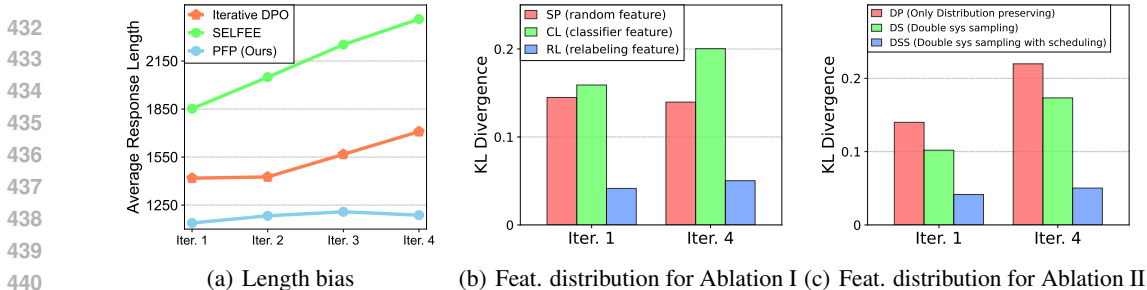 432
433
434
435
436
437
438
439
440
Iterative DPO
SELFEE
PFP (Ours)
Average Response Length
2150
1850
1550
1250
Iter. 1
Iter. 2
Iter. 3
Iter. 4
(a) Length bias
SP (random feature)
CL (classifier feature)
RL (relabeling feature)
KL Divergence
0.2
0.1
0
Iter. 1
Iter. 4
(b) Feat. distribution for Ablation I
DP (Only Distribution preserving)
DS (Double sys sampling)
DSS (Double sys sampling with scheduling)
KL Divergence
0.2
0.1
0
Iter. 1
Iter. 4
(c) Feat. distribution for Ablation II